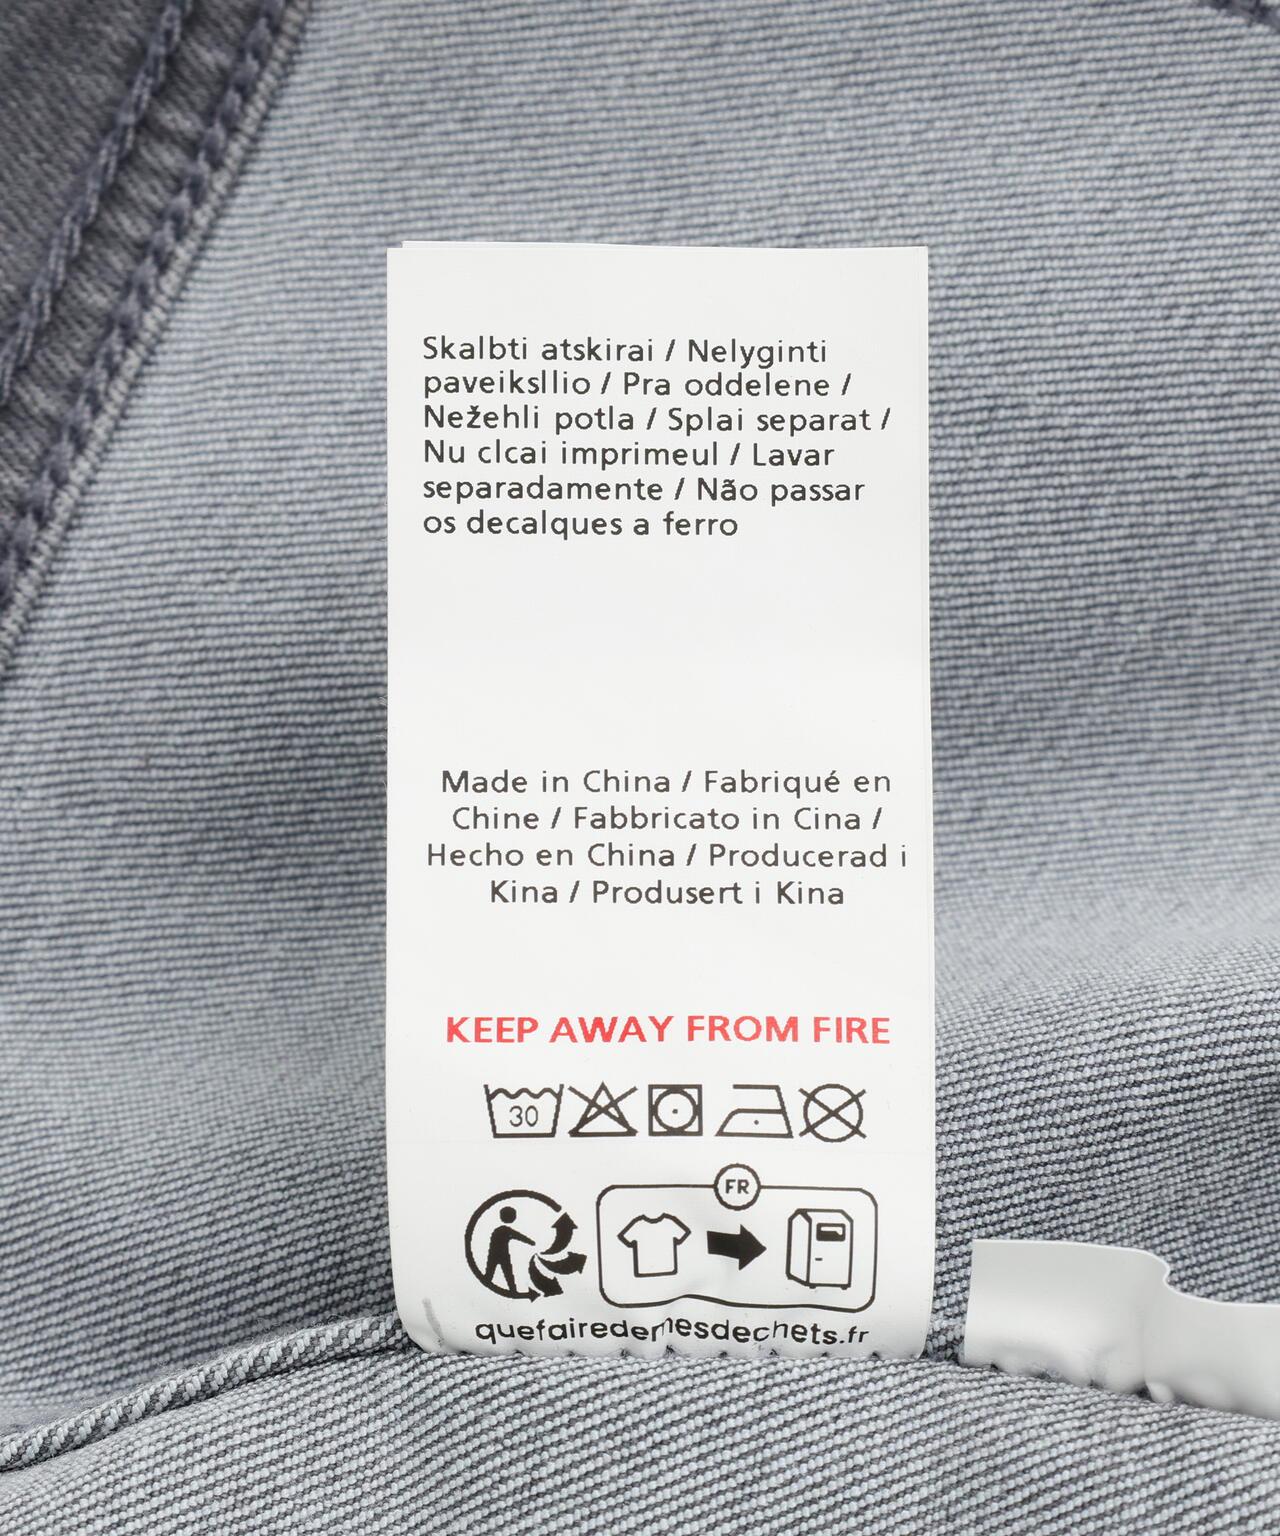 Skalbti atskirai / Nelyginti
paveiksllio / Pra oddelene /
Nežehli potla / Splai separat /
Nu clcai imprimeul / Lavar
separadamente / Não passar
os decalques a ferro
Made in China / Fabriqué en
Chine / Fabbricato in Cina /
Hecho en China / Producerad i
Kina / Produsert i Kina
KEEP AWAY FROM FIRE
30
FR
quefairedemesdechets.fr